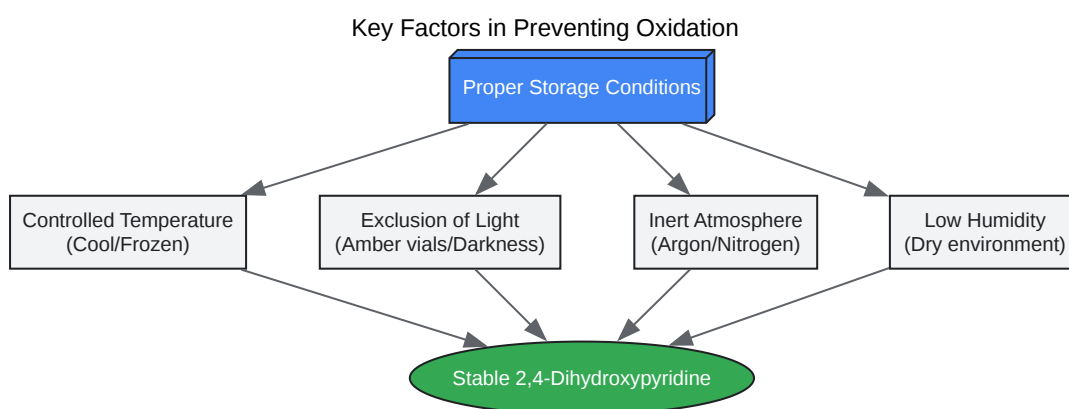 Key Factors in Preventing Oxidation
Proper Storage Conditions
Controlled Temperature
(Cool/Frozen)
Exclusion of Light
(Amber vials/Darkness)
Inert Atmosphere
(Argon/Nitrogen)
Low Humidity
(Dry environment)
Stable 2,4-Dihydroxypyridine